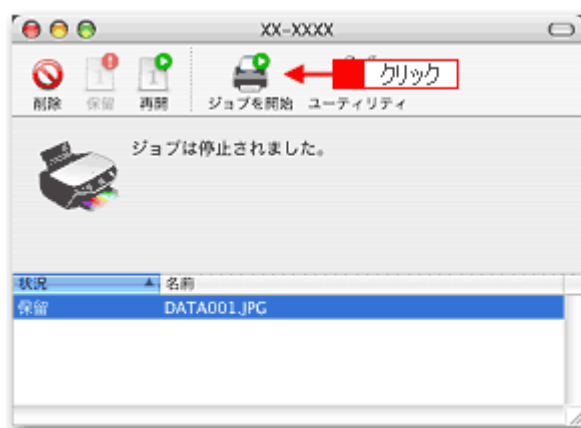 XX-XXXX
クリック
削除 保留 再開 ジョブを開始 ユーティリティ
ジョブは停止されました。
状況 名前
保留 DATA001.JPG